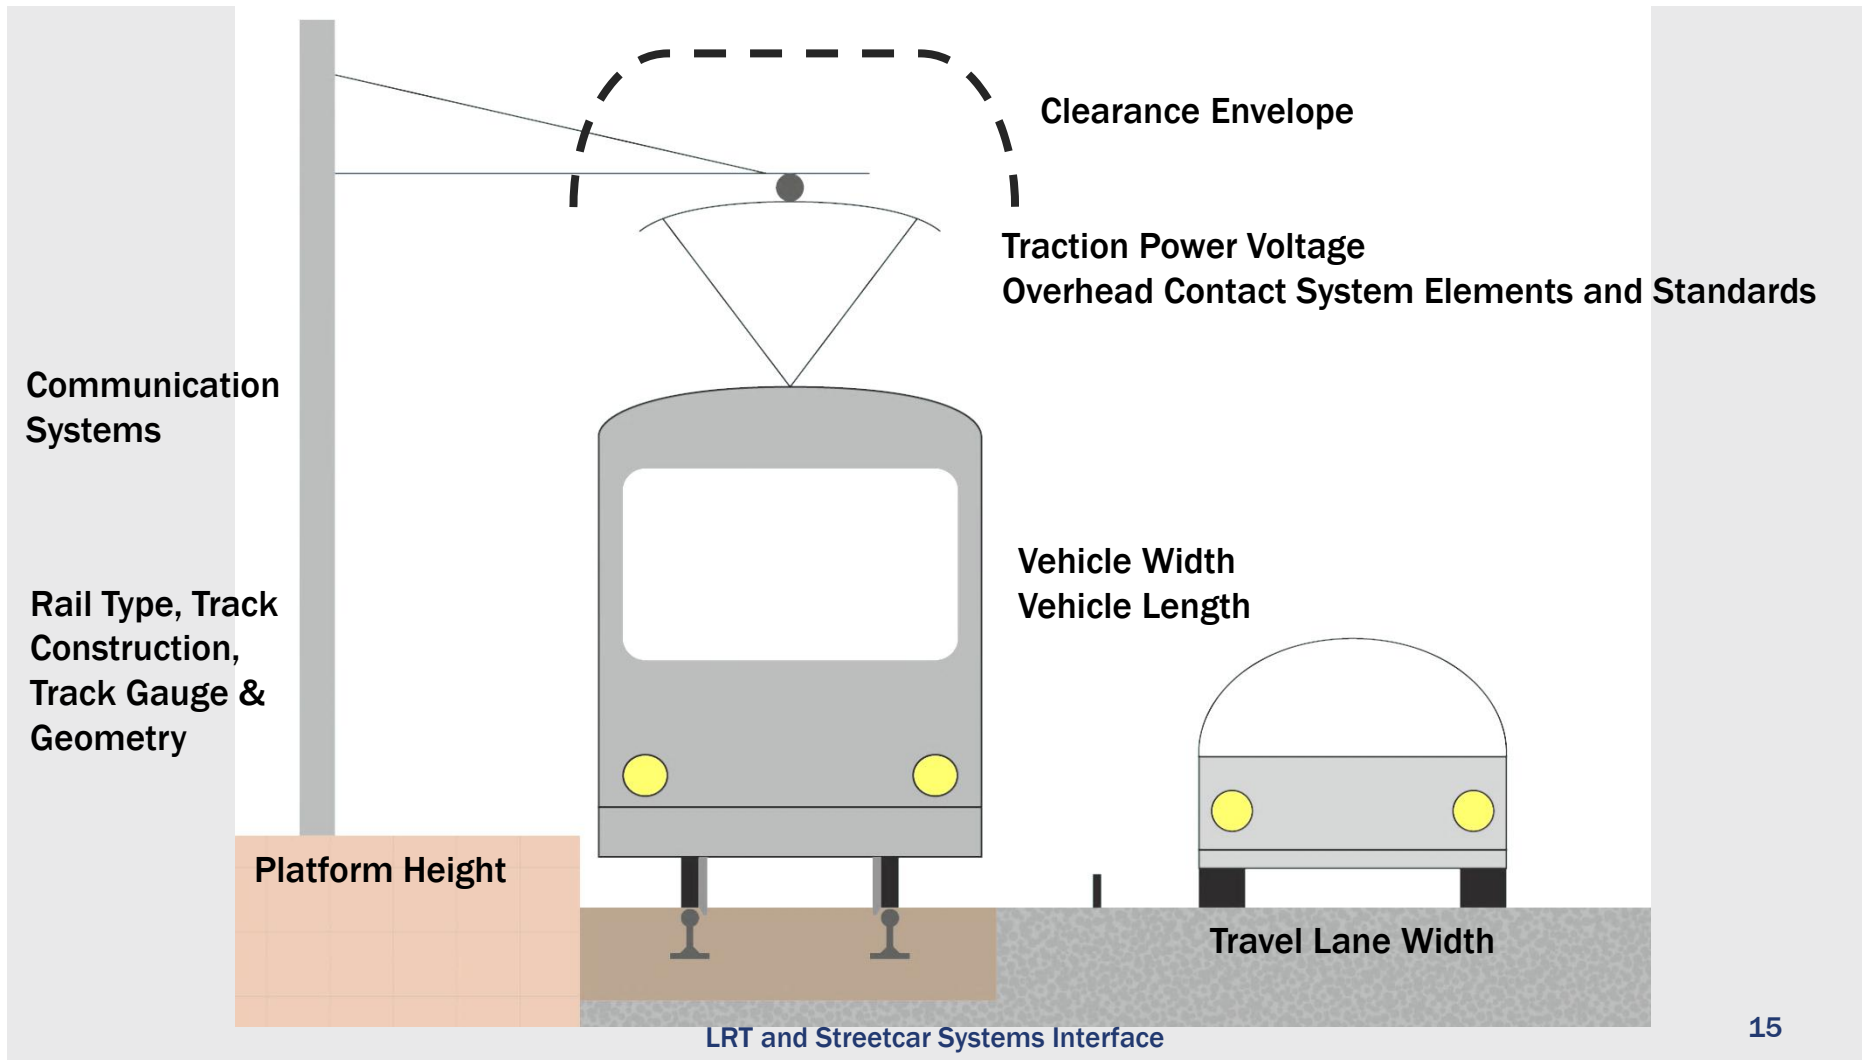 Clearance Envelope
Traction Power Voltage
Overhead Contact System Elements and Standards
Communication
Systems
Vehicle Width
Vehicle Length
Rail Type, Track
Construction,
Track Gauge &
Geometry
Platform Height
Travel Lane Width
LRT and Streetcar Systems Interface
15